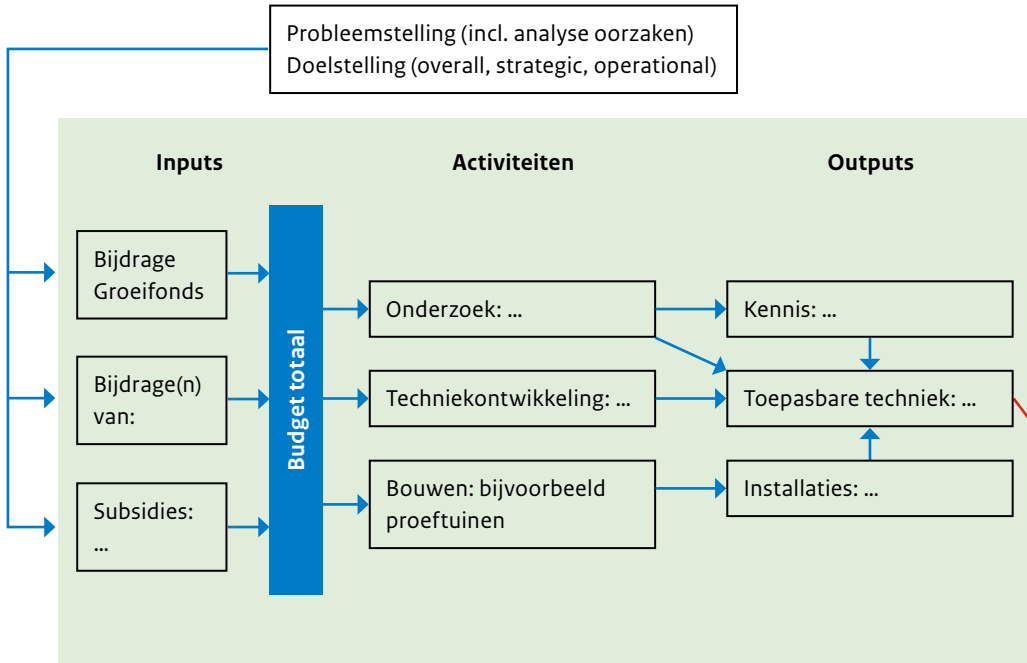 Probleemstelling (incl. analyse oorzaken)
Doelstelling (overall, strategic, operational)
Inputs
Activiteiten
Outputs
Bijdrage
Groeifonds
Bijdrage(n)
van:
Subsidies:
...
Budget totaal
Onderzoek: ...
Techniekontwikkeling: ...
Bouwen: bijvoorbeeld
proeftuinen
Kennis: ...
Toepasbare techniek: ...
Installaties: ...